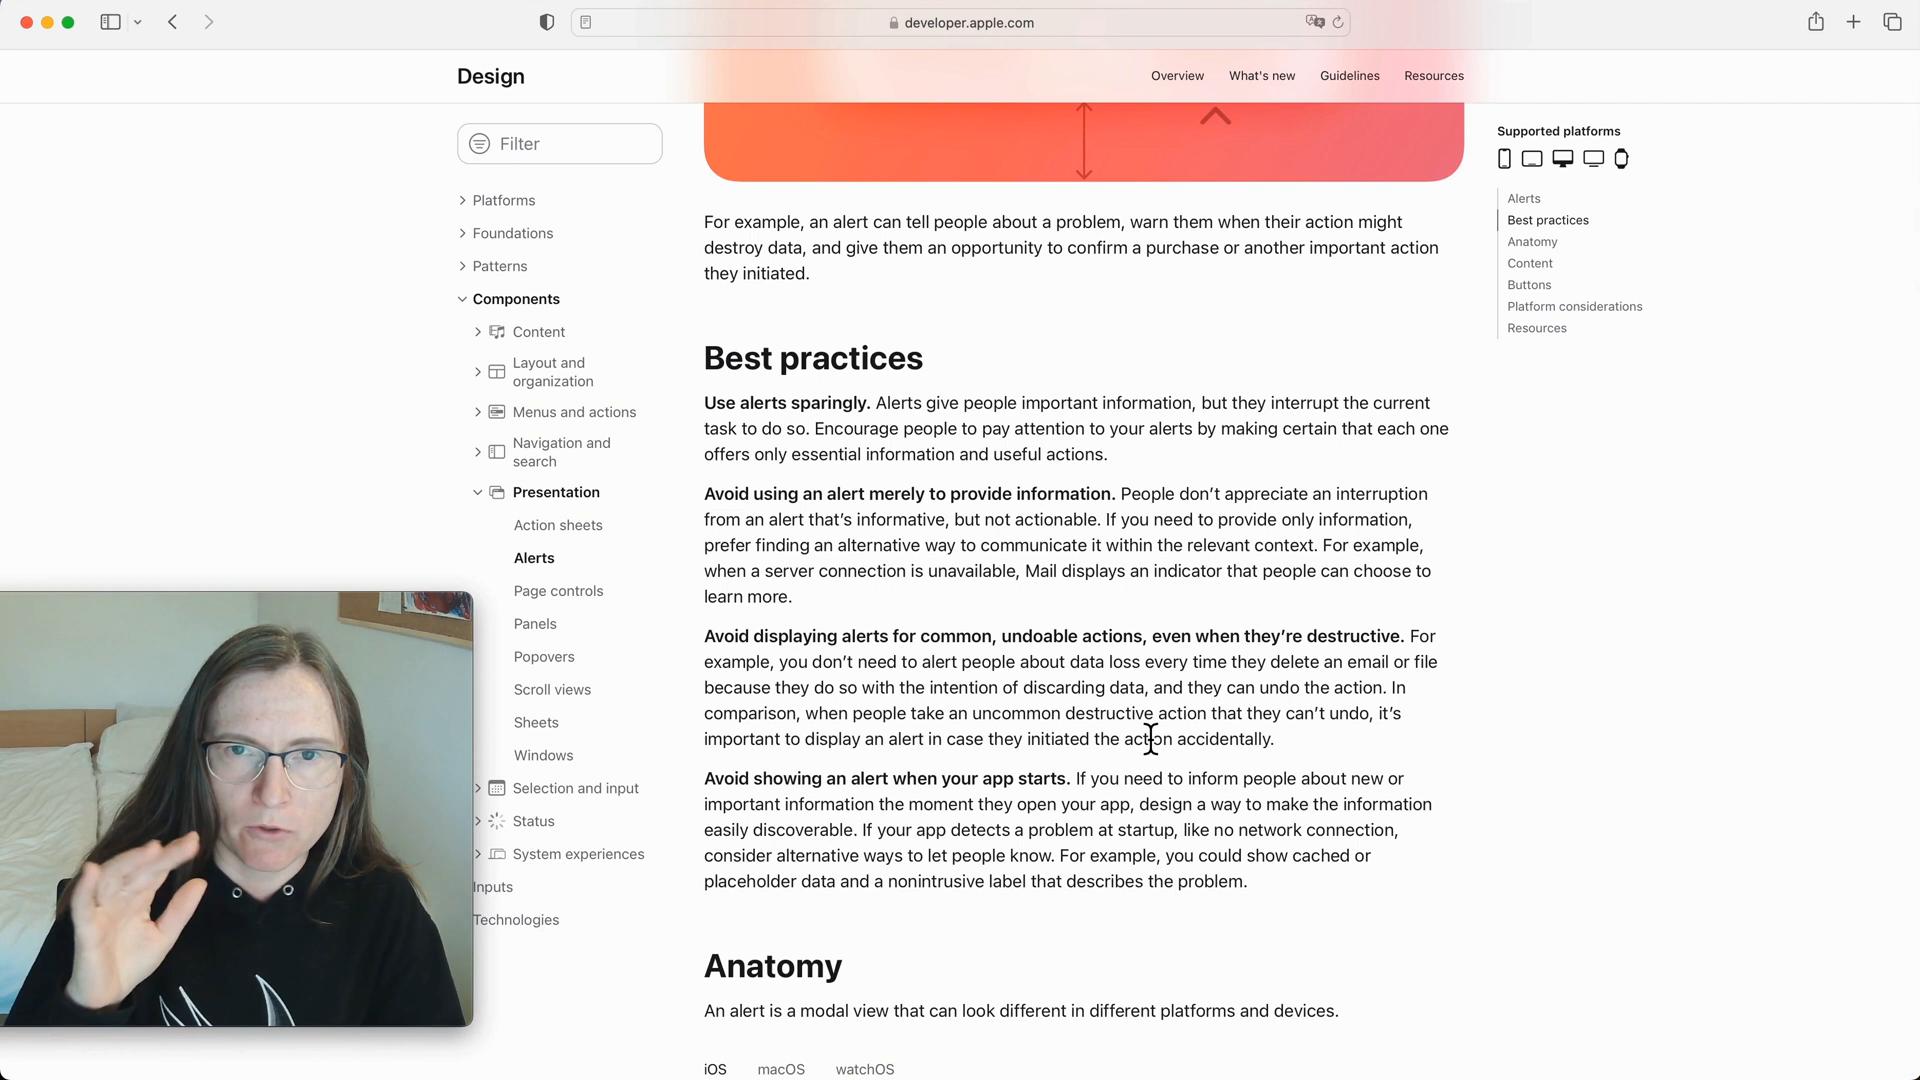 developer.apple.com
Design
Overview
What's new
Guidelines
Resources
Filter
Platforms
Foundations
Patterns
Components
Content
Layout and
organization
Menus and actions
Navigation and
search
Presentation
Action sheets
Alerts
Page controls
Panels
Popovers
Scroll views
Sheets
Windows
Selection and input
Status
System experiences
Inputs
Technologies
For example, an alert can tell people about a problem, warn them when their action might
destroy data, and give them an opportunity to confirm a purchase or another important action
they initiated.
Best practices
Use alerts sparingly. Alerts give people important information, but they interrupt the current
task to do so. Encourage people to pay attention to your alerts by making certain that each one
offers only essential information and useful actions.
Avoid using an alert merely to provide information. People don’t appreciate an interruption
from an alert that’s informative, but not actionable. If you need to provide only information,
prefer finding an alternative way to communicate it within the relevant context. For example,
when a server connection is unavailable, Mail displays an indicator that people can choose to
learn more.
Avoid displaying alerts for common, undoable actions, even when they’re destructive. For
example, you don’t need to alert people about data loss every time they delete an email or file
because they do so with the intention of discarding data, and they can undo the action. In
comparison, when people take an uncommon destructive action that they can’t undo, it’s
important to display an alert in case they initiated the action accidentally.
Avoid showing an alert when your app starts. If you need to inform people about new or
important information the moment they open your app, design a way to make the information
easily discoverable. If your app detects a problem at startup, like no network connection,
consider alternative ways to let people know. For example, you could show cached or
placeholder data and a nonintrusive label that describes the problem.
Anatomy
An alert is a modal view that can look different in different platforms and devices.
iOS
macOS
watchOS
Supported platforms
Alerts
Best practices
Anatomy
Content
Buttons
Platform considerations
Resources